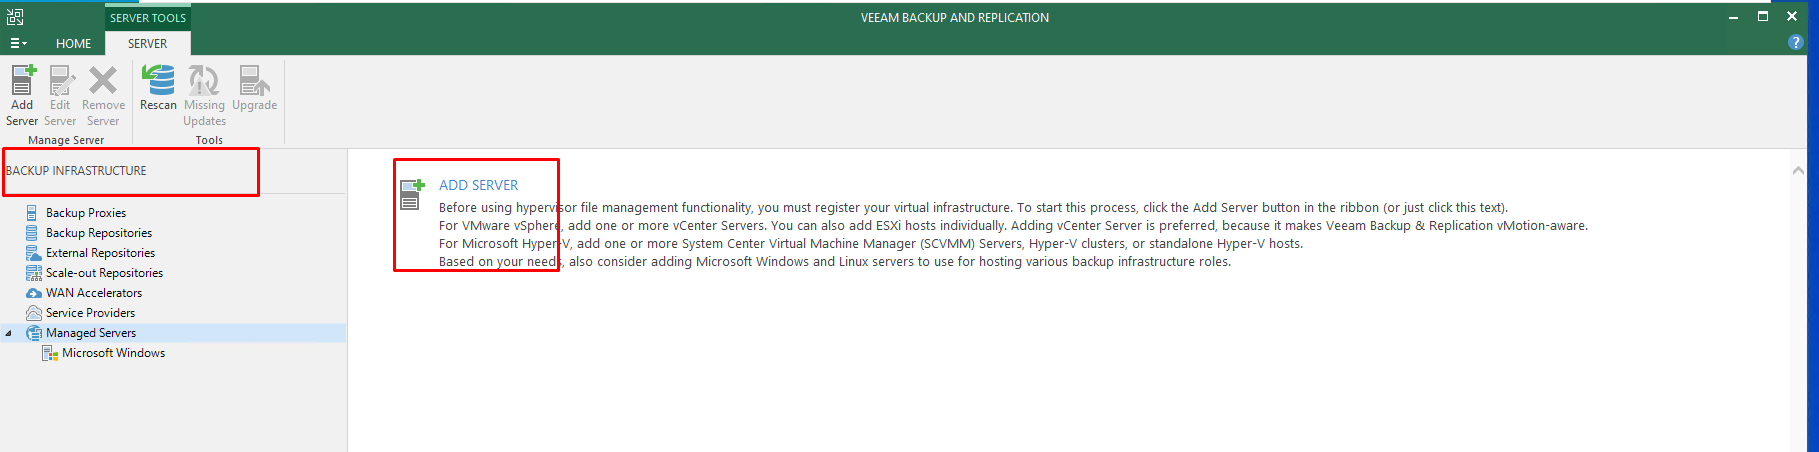 SERVER TOOLS
VEEAM BACKUP AND REPLICATION
HOME
SERVER
Add Server
Edit Server
Remove Server
Rescan
Missing Updates
Upgrade
Manage Server
Tools
BACKUP INFRASTRUCTURE
Backup Proxies
Backup Repositories
External Repositories
Scale-out Repositories
WAN Accelerators
Service Providers
Managed Servers
Microsoft Windows
ADD SERVER
Before using hypervisor file management functionality, you must register your virtual infrastructure. To start this process, click the Add Server button in the ribbon (or just click this text).
For VMware vSphere, add one or more vCenter Servers. You can also add ESXi hosts individually. Adding vCenter Server is preferred, because it makes Veeam Backup & Replication vMotion-aware.
For Microsoft Hyper-V, add one or more System Center Virtual Machine Manager (SCVMM) Servers, Hyper-V clusters, or standalone Hyper-V hosts.
Based on your needs, also consider adding Microsoft Windows and Linux servers to use for hosting various backup infrastructure roles.